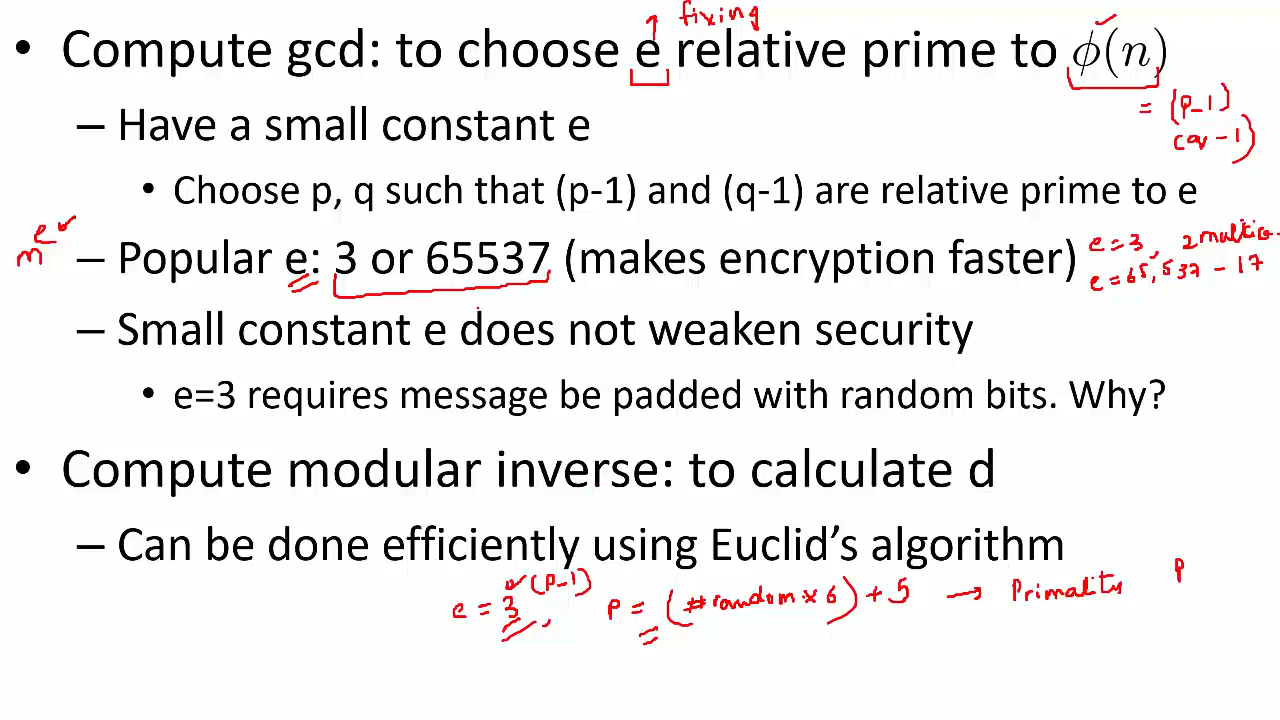 fixing
• Compute gcd: to choose e relative prime to ϕ(n)
= (p-1)
(q-1)
– Have a small constant e
• Choose p, q such that (p-1) and (q-1) are relative prime to e
m^e
– Popular e: 3 or 65537 (makes encryption faster)
e=3, 2
e=65,537 - 17
– Small constant e does not weaken security
• e=3 requires message be padded with random bits. Why?
• Compute modular inverse: to calculate d
– Can be done efficiently using Euclid’s algorithm
(p-1)
e = 3, p = (#random × 6) + 5 → Primality p